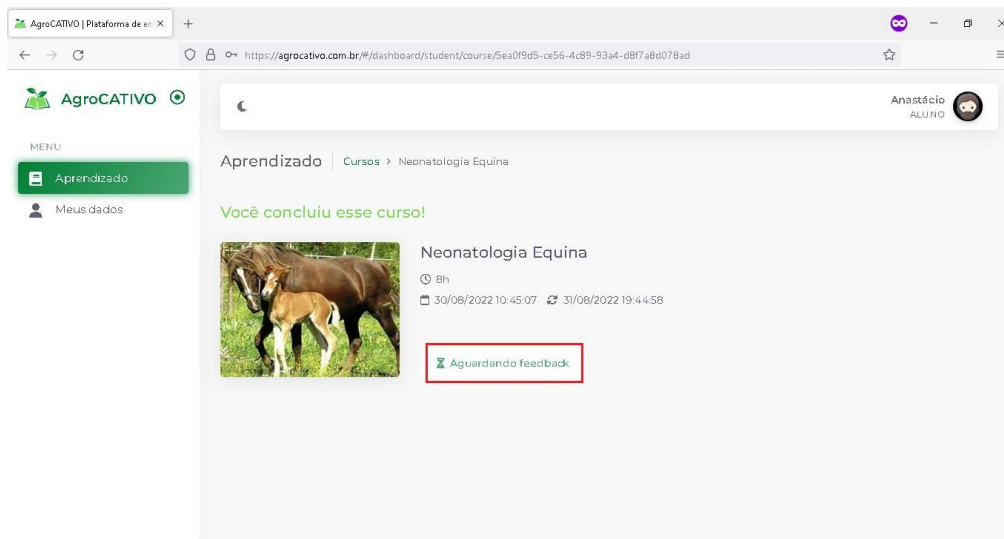 AgroCATIVO | Plataforma de en
https://agrocativo.com.br/#/dashboard/student/course/5ea0f9d5-ce56-4c89-93a4-d8f7a8d078ad
AgroCATIVO
Anastácio
ALUNO
MENU
Aprendizado
Meus dados
Aprendizado Cursos > Neonatologia Equina
Você concluiu esse curso!
Neonatologia Equina
8h
30/08/2022 10:45:07 31/08/2022 19:44:58
Aguardando feedback